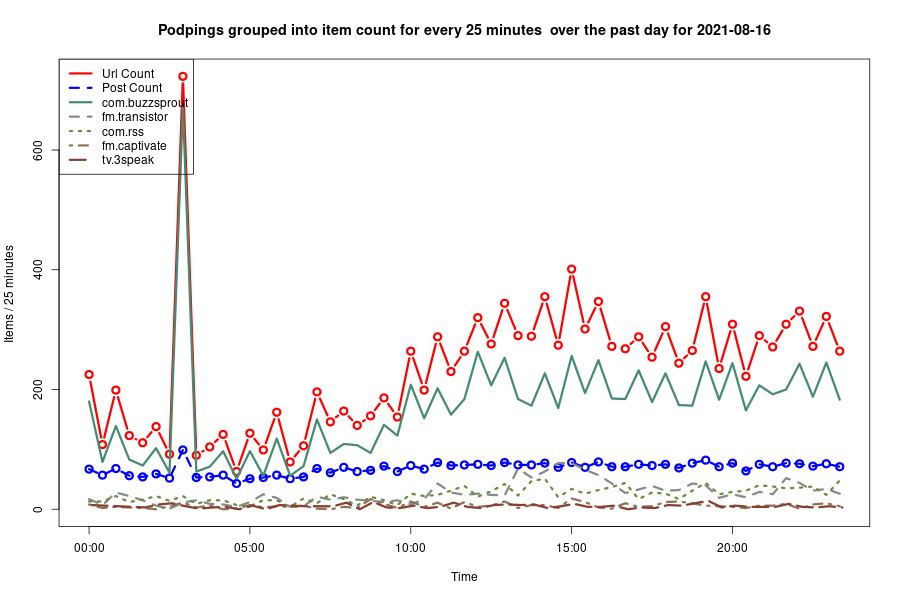 Podpings grouped into item count for every 25 minutes  over the past day for 2021-08-16
Url Count
Post Count
com.buzzsprout
fm.transistor
com.rss
fm.captivate
tv.3speak
Items / 25 minutes
600
400
200
0
00:00
05:00
10:00
15:00
20:00
Time